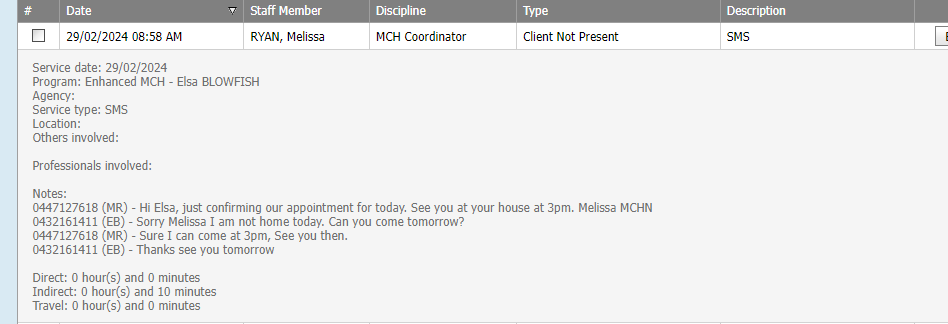 # Date Staff Member Discipline Type Description
29/02/2024 08:58 AM RYAN, Melissa MCH Coordinator Client Not Present SMS
Service date: 29/02/2024
Program: Enhanced MCH - Elsa BLOWFISH
Agency:
Service type: SMS
Location:
Others involved:
Professionals involved:
Notes:
0447127618 (MR) - Hi Elsa, just confirming our appointment for today. See you at your house at 3pm. Melissa MCHN
0432161411 (EB) - Sorry Melissa I am not home today. Can you come tomorrow?
0447127618 (MR) - Sure I can come at 3pm, See you then.
0432161411 (EB) - Thanks see you tomorrow
Direct: 0 hour(s) and 0 minutes
Indirect: 0 hour(s) and 10 minutes
Travel: 0 hour(s) and 0 minutes